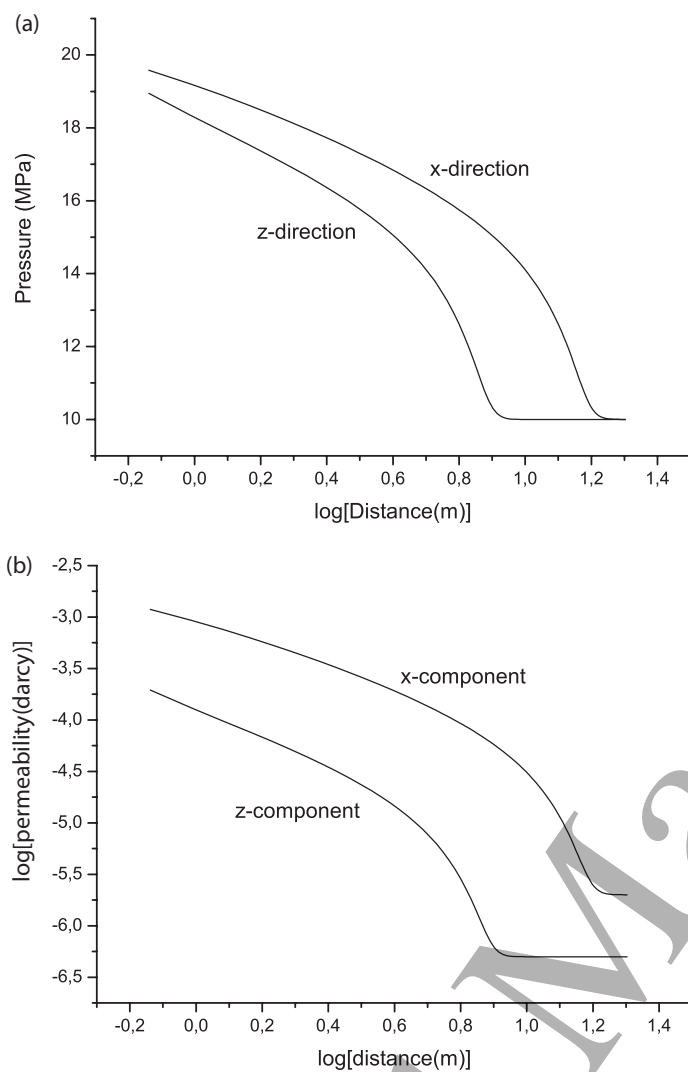 (a)
20
18
16
14
12
10
Pressure (MPa)
x-direction
z-direction
-0,2 0,0 0,2 0,4 0,6 0,8 1,0 1,2 1,4
log[Distance(m)]
(b)
-2,5
-3,0
-3,5
-4,0
-4,5
-5,0
-5,5
-6,0
-6,5
log[permeability(darcy)]
x-component
z-component
-0,2 0,0 0,2 0,4 0,6 0,8 1,0 1,2 1,4
log[distance(m)]